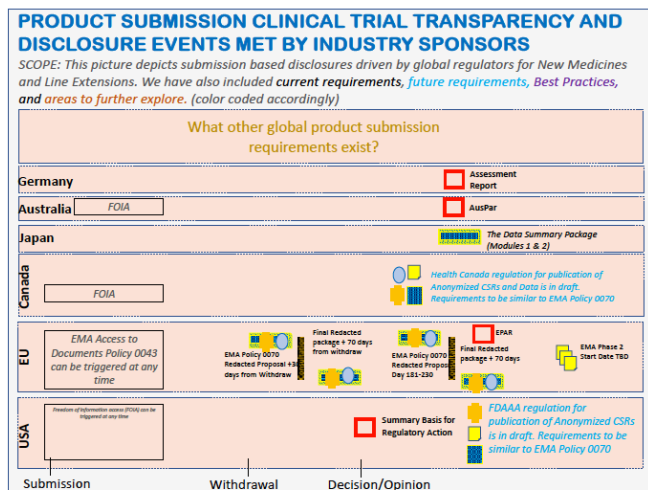 PRODUCT SUBMISSION CLINICAL TRIAL TRANSPARENCY AND
DISCLOSURE EVENTS MET BY INDUSTRY SPONSORS
SCOPE: This picture depicts submission based disclosures driven by global regulators for New Medicines
and Line Extensions. We have also included current requirements, future requirements, Best Practices,
and areas to further explore. (color coded accordingly)
What other global product submission
requirements exist?
Germany
Assessment
Report
Australia
FOIA
AusPar
Japan
The Data Summary Package
(Modules 1 & 2)
Canada
FOIA
Health Canada regulation for publication of
Anonymized CSRs and Data is in draft.
Requirements to be similar to EMA Policy 0070
EU
EMA Access to
Documents Policy 0043
can be triggered at any
time
EMA Policy 0070
Redacted Proposal +30
days from Withdraw
Final Redacted
package + 70 days
from withdraw
EMA Policy 0070
Redacted Propos
Day 181-230
EPAR
Final Redacted
package + 70 days
EMA Phase 2
Start Date TBD
USA
Freedom of information access (FOIA) can be
triggered at any time
Summary Basis for
Regulatory Action
FDAAA regulation for
publication of Anonymized CSRs
is in draft. Requirements to be
similar to EMA Policy 0070
Submission
Withdrawal
Decision/Opinion